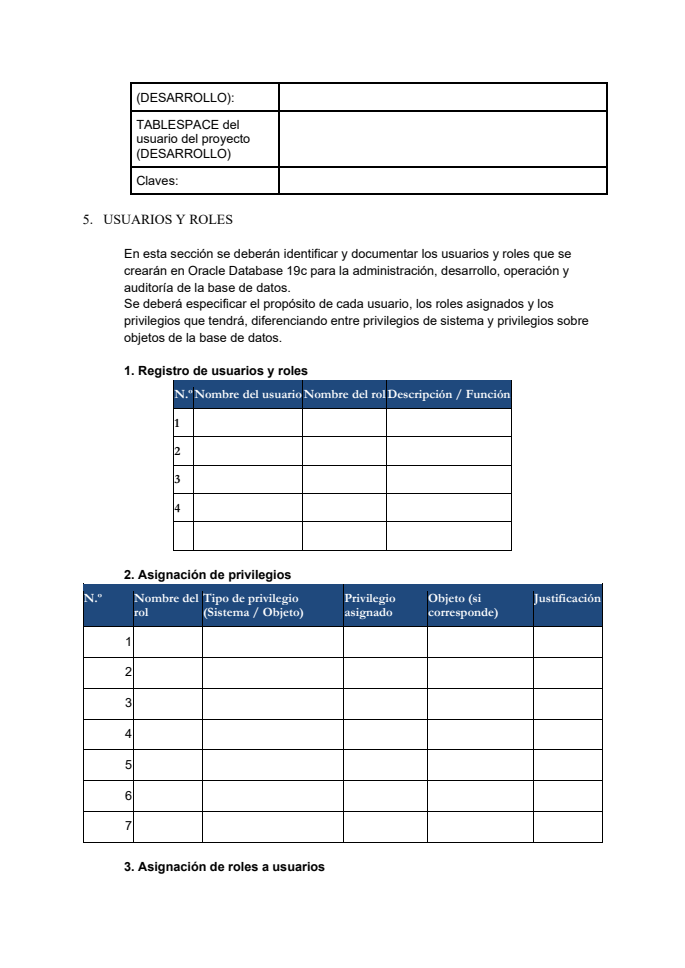 (DESARROLLO):
TABLESPACE del
usuario del proyecto
(DESARROLLO)
Claves:
5. USUARIOS Y ROLES
En esta sección se deberán identificar y documentar los usuarios y roles que se
crearán en Oracle Database 19c para la administración, desarrollo, operación y
auditoría de la base de datos.
Se deberá especificar el propósito de cada usuario, los roles asignados y los
privilegios que tendrá, diferenciando entre privilegios de sistema y privilegios sobre
objetos de la base de datos.
1. Registro de usuarios y roles
N.º Nombre del usuario Nombre del rol Descripción / Función
1
2
3
4
2. Asignación de privilegios
N.º Nombre del rol Tipo de privilegio (Sistema / Objeto) Privilegio asignado Objeto (si corresponde) Justificación
1
2
3
4
5
6
7
3. Asignación de roles a usuarios